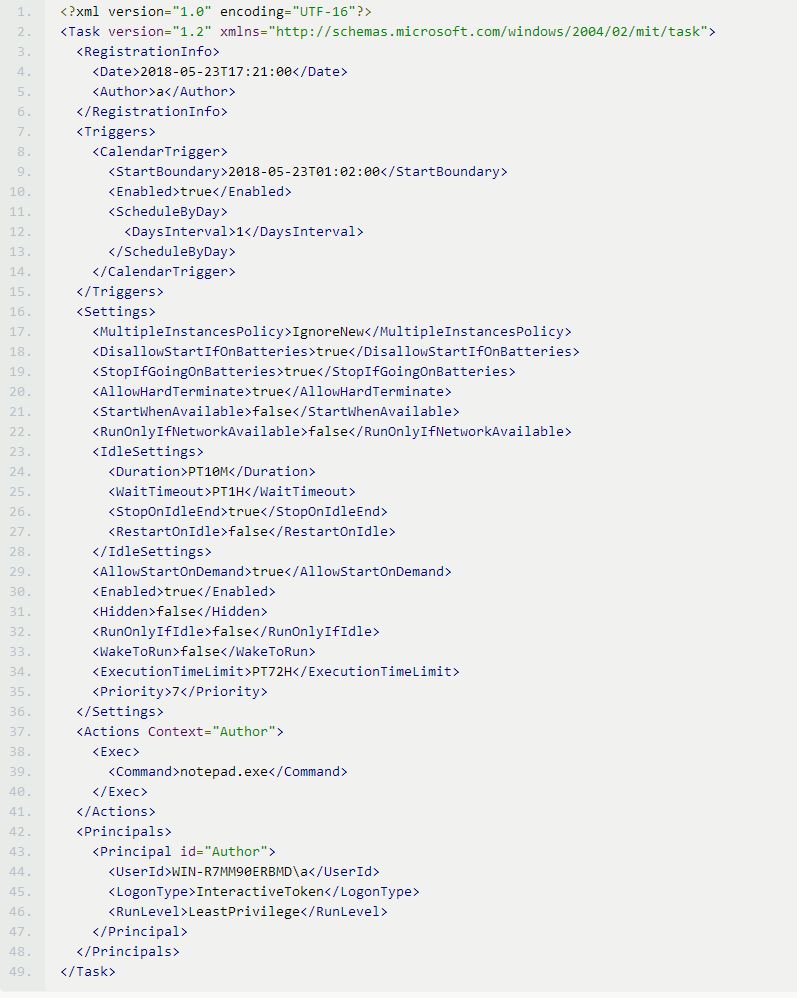 1. <?xml version="1.0" encoding="UTF-16"?>
2. <Task version="1.2" xmlns="http://schemas.microsoft.com/windows/2004/02/mit/task">
3.   <RegistrationInfo>
4.     <Date>2018-05-23T17:21:00</Date>
5.     <Author>a</Author>
6.   </RegistrationInfo>
7.   <Triggers>
8.     <CalendarTrigger>
9.       <StartBoundary>2018-05-23T01:02:00</StartBoundary>
10.       <Enabled>true</Enabled>
11.       <ScheduleByDay>
12.         <DaysInterval>1</DaysInterval>
13.       </ScheduleByDay>
14.     </CalendarTrigger>
15.   </Triggers>
16.   <Settings>
17.     <MultipleInstancesPolicy>IgnoreNew</MultipleInstancesPolicy>
18.     <DisallowStartIfOnBatteries>true</DisallowStartIfOnBatteries>
19.     <StopIfGoingOnBatteries>true</StopIfGoingOnBatteries>
20.     <AllowHardTerminate>true</AllowHardTerminate>
21.     <StartWhenAvailable>false</StartWhenAvailable>
22.     <RunOnlyIfNetworkAvailable>false</RunOnlyIfNetworkAvailable>
23.     <IdleSettings>
24.       <Duration>PT10M</Duration>
25.       <WaitTimeout>PT1H</WaitTimeout>
26.       <StopOnIdleEnd>true</StopOnIdleEnd>
27.       <RestartOnIdle>false</RestartOnIdle>
28.     </IdleSettings>
29.     <AllowStartOnDemand>true</AllowStartOnDemand>
30.     <Enabled>true</Enabled>
31.     <Hidden>false</Hidden>
32.     <RunOnlyIfIdle>false</RunOnlyIfIdle>
33.     <WakeToRun>false</WakeToRun>
34.     <ExecutionTimeLimit>PT72H</ExecutionTimeLimit>
35.     <Priority>7</Priority>
36.   </Settings>
37.   <Actions Context="Author">
38.     <Exec>
39.       <Command>notepad.exe</Command>
40.     </Exec>
41.   </Actions>
42.   <Principals>
43.     <Principal id="Author">
44.       <UserId>WIN-R7MM90ERBMD\a</UserId>
45.       <LogonType>InteractiveToken</LogonType>
46.       <RunLevel>LeastPrivilege</RunLevel>
47.     </Principal>
48.   </Principals>
49. </Task>